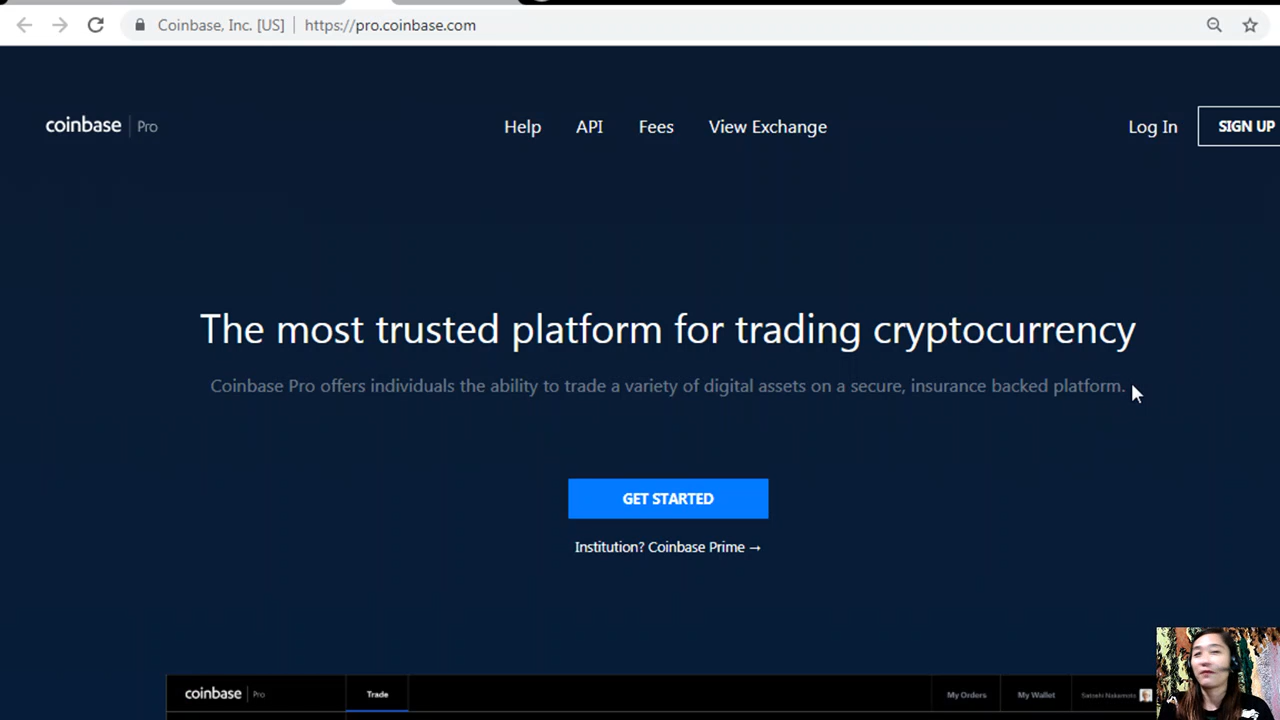 Coinbase, Inc. [US] | https://pro.coinbase.com
coinbase | Pro
Help API Fees View Exchange
Log In SIGN UP
The most trusted platform for trading cryptocurrency
Coinbase Pro offers individuals the ability to trade a variety of digital assets on a secure, insurance backed platform.
GET STARTED
Institution? Coinbase Prime →
coinbase | Pro Trade My Orders My Wallet Satoshi Nakamoto